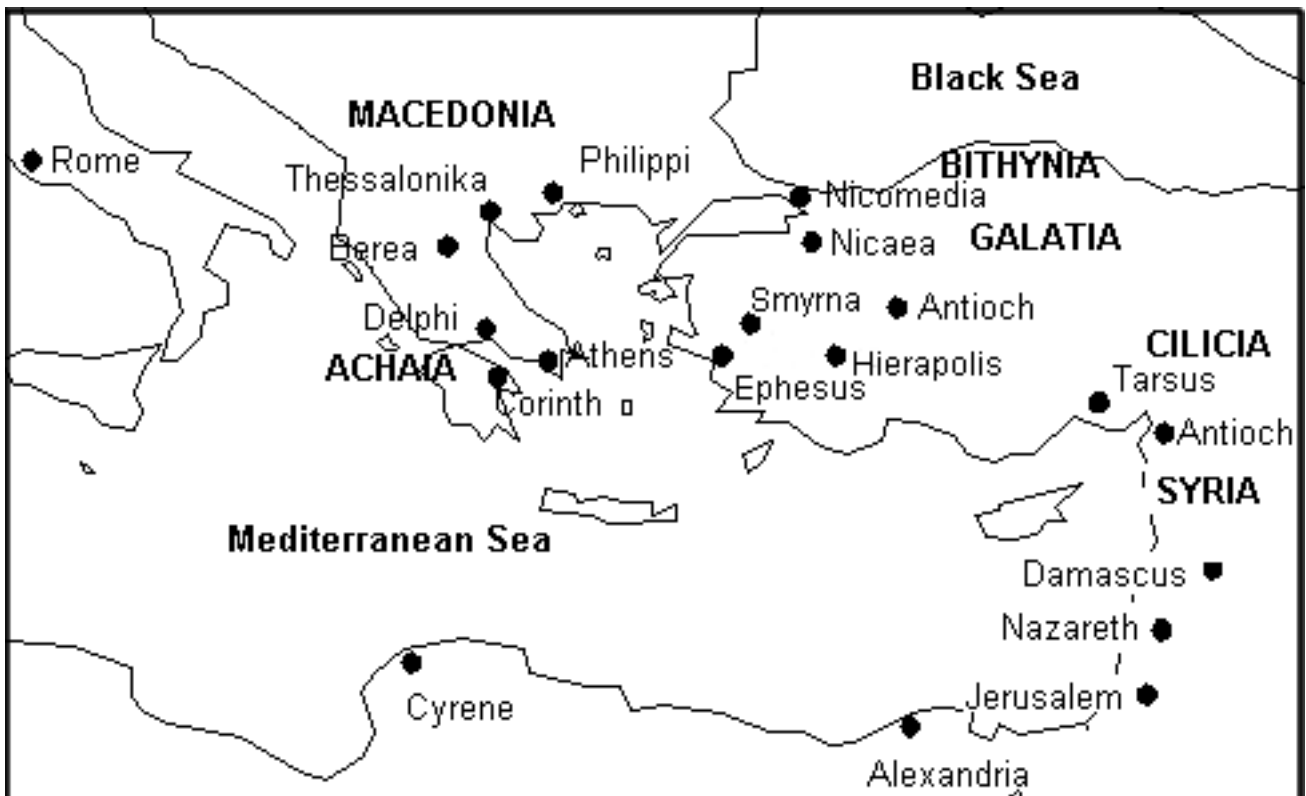 Black Sea
MACEDONIA
Rome
Philippi
BITHYNIA
Thessalonika
Nicomedia
Berea
Nicaea
GALATIA
Smyrna
Antioch
Delphi
ACHAIA
Athens
Hierapolis
CILICIA
Ephesus
Tarsus
Corinth
Antioch
SYRIA
Mediterranean Sea
Damascus
Nazareth
Jerusalem
Cyrene
Alexandria